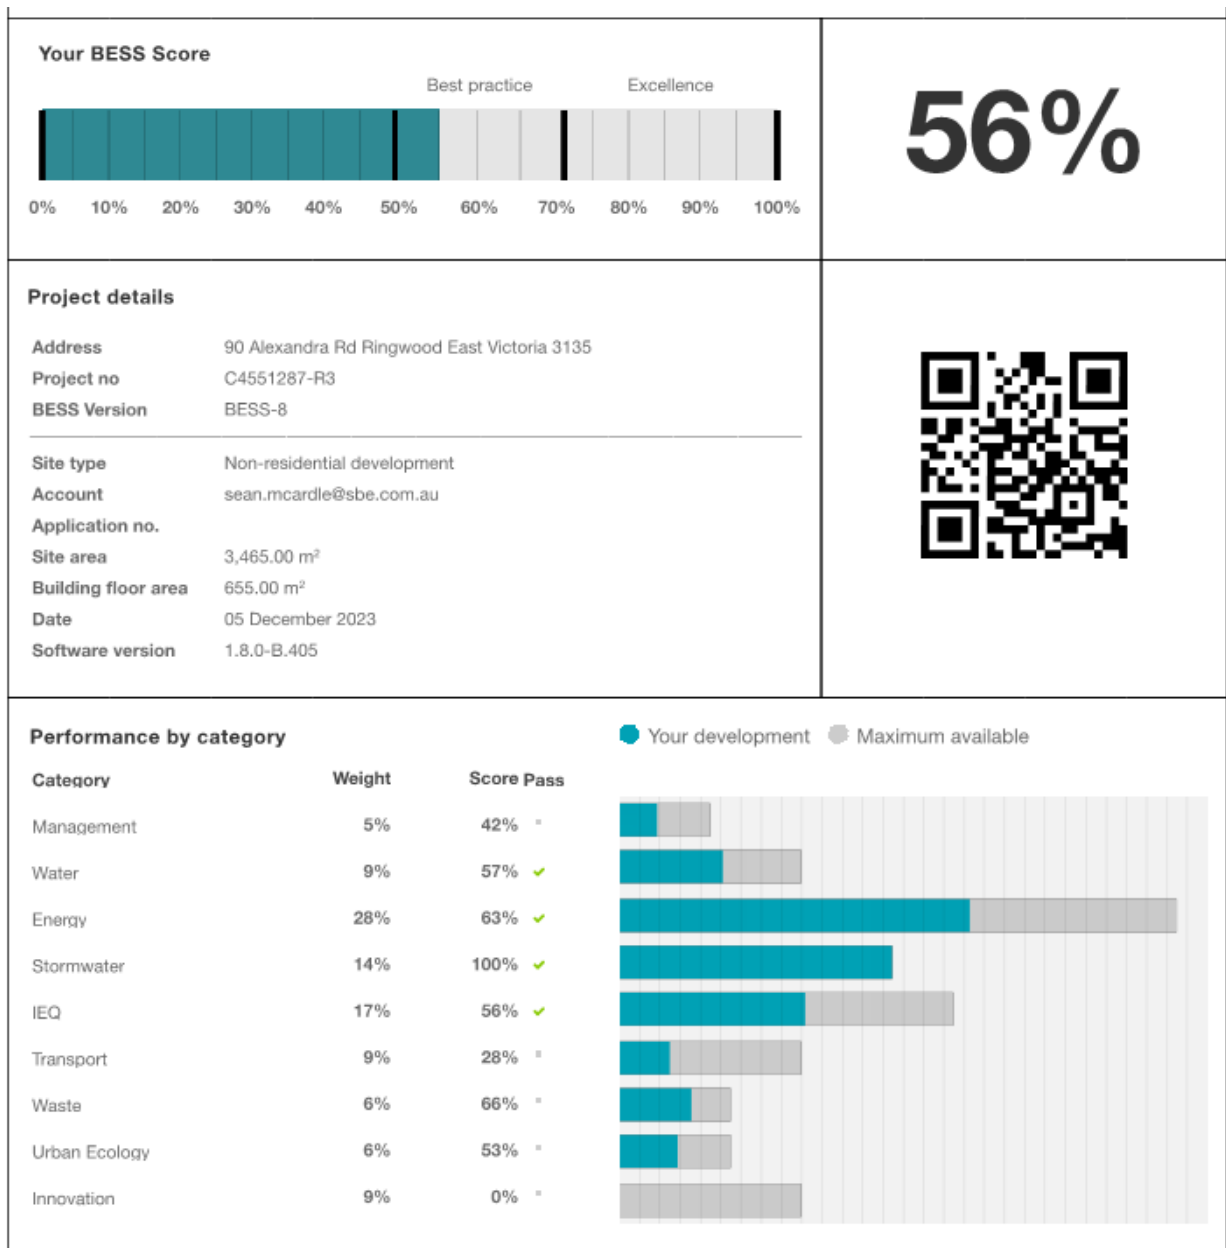 Your BESS Score
Best practice Excellence
56%
0% 10% 20% 30% 40% 50% 60% 70% 80% 90% 100%
Project details
Address 90 Alexandra Rd Ringwood East Victoria 3135
Project no C4551287-R3
BESS Version BESS-8
Site type Non-residential development
Account sean.mcardle@sbe.com.au
Application no.
Site area 3,465.00 m²
Building floor area 655.00 m²
Date 05 December 2023
Software version 1.8.0-B.405
Performance by category
Your development Maximum available
Category Weight Score Pass
Management 5% 42%
Water 9% 57%
Energy 28% 63%
Stormwater 14% 100%
IEQ 17% 56%
Transport 9% 28%
Waste 6% 66%
Urban Ecology 6% 53%
Innovation 9% 0%